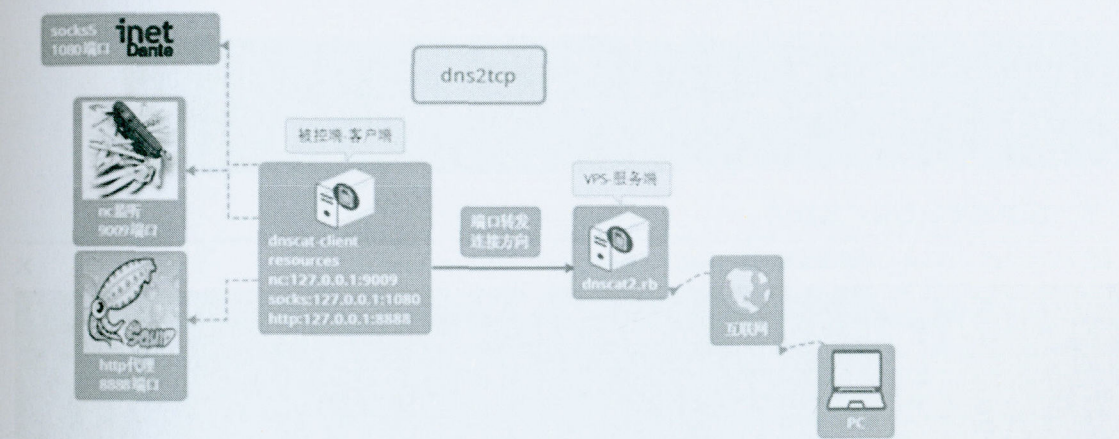 socks5
1080端口
inet
Dante
dns2tcp
被控端-客户端
nc监听
9009端口
dnscat-client
resources
nc:127.0.0.1:9009
socks:127.0.0.1:1080
http:127.0.0.1:8888
端口转发
连接方向
VPS-服务端
dnscat2.rb
互联网
Squid
http代理
8888端口
PC